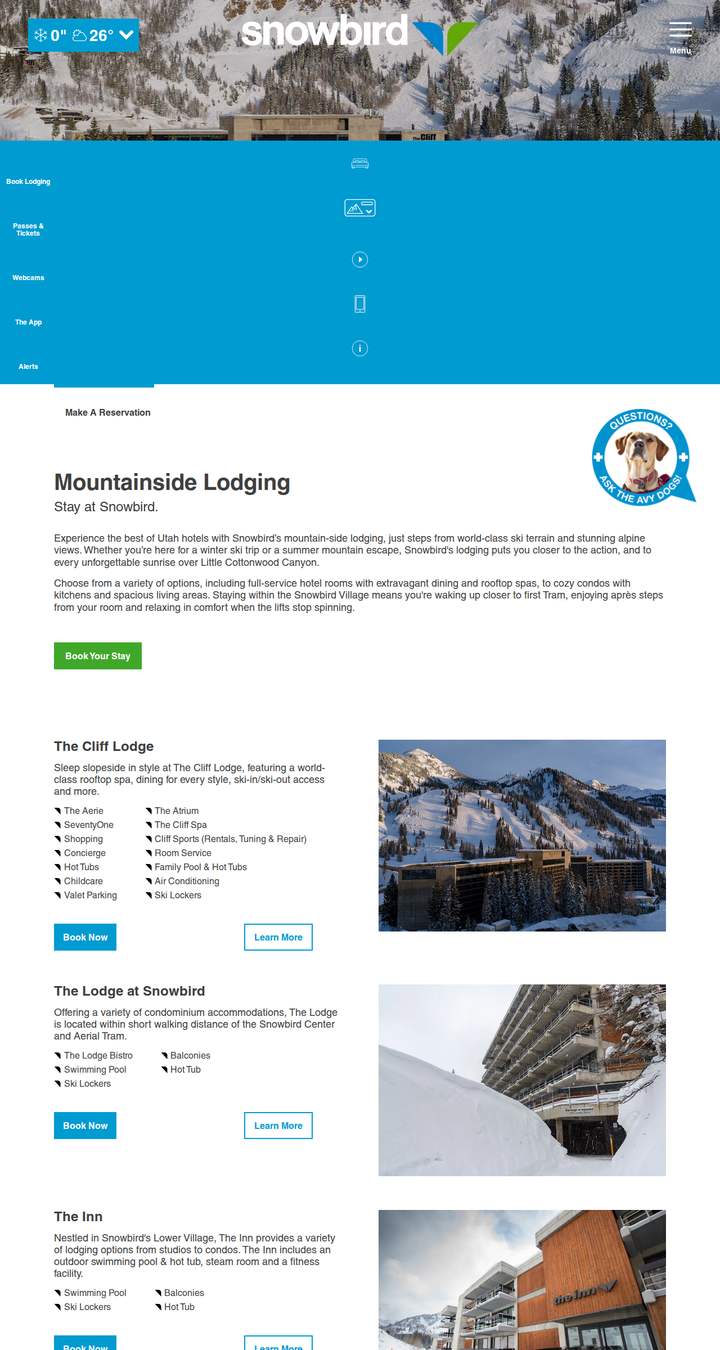 0" 26°
snowbird
Menu
The Cliff
Book Lodging
Passes &
Tickets
Webcams
The App
Alerts
Make A Reservation
QUESTIONS?
ASK THE AVY DOGS!
Mountainside Lodging
Stay at Snowbird.
Experience the best of Utah hotels with Snowbird's mountain-side lodging, just steps from world-class ski terrain and stunning alpine
views. Whether you're here for a winter ski trip or a summer mountain escape, Snowbird's lodging puts you closer to the action, and to
every unforgettable sunrise over Little Cottonwood Canyon.
Choose from a variety of options, including full-service hotel rooms with extravagant dining and rooftop spas, to cozy condos with
kitchens and spacious living areas. Staying within the Snowbird Village means you're waking up closer to first Tram, enjoying après steps
from your room and relaxing in comfort when the lifts stop spinning.
Book Your Stay
The Cliff Lodge
Sleep slopeside in style at The Cliff Lodge, featuring a world-
class rooftop spa, dining for every style, ski-in/ski-out access
and more.
The Aerie
SeventyOne
Shopping
Concierge
Hot Tubs
Childcare
Valet Parking
The Atrium
The Cliff Spa
Cliff Sports (Rentals, Tuning & Repair)
Room Service
Family Pool & Hot Tubs
Air Conditioning
Ski Lockers
Book Now
Learn More
The Lodge at Snowbird
Offering a variety of condominium accommodations, The Lodge
is located within short walking distance of the Snowbird Center
and Aerial Tram.
The Lodge Bistro
Swimming Pool
Ski Lockers
Balconies
Hot Tub
Book Now
Learn More
The Inn
Nestled in Snowbird's Lower Village, The Inn provides a variety
of lodging options from studios to condos. The Inn includes an
outdoor swimming pool & hot tub, steam room and a fitness
facility.
Swimming Pool
Ski Lockers
Balconies
Hot Tub
the inn
Book Now
Learn More